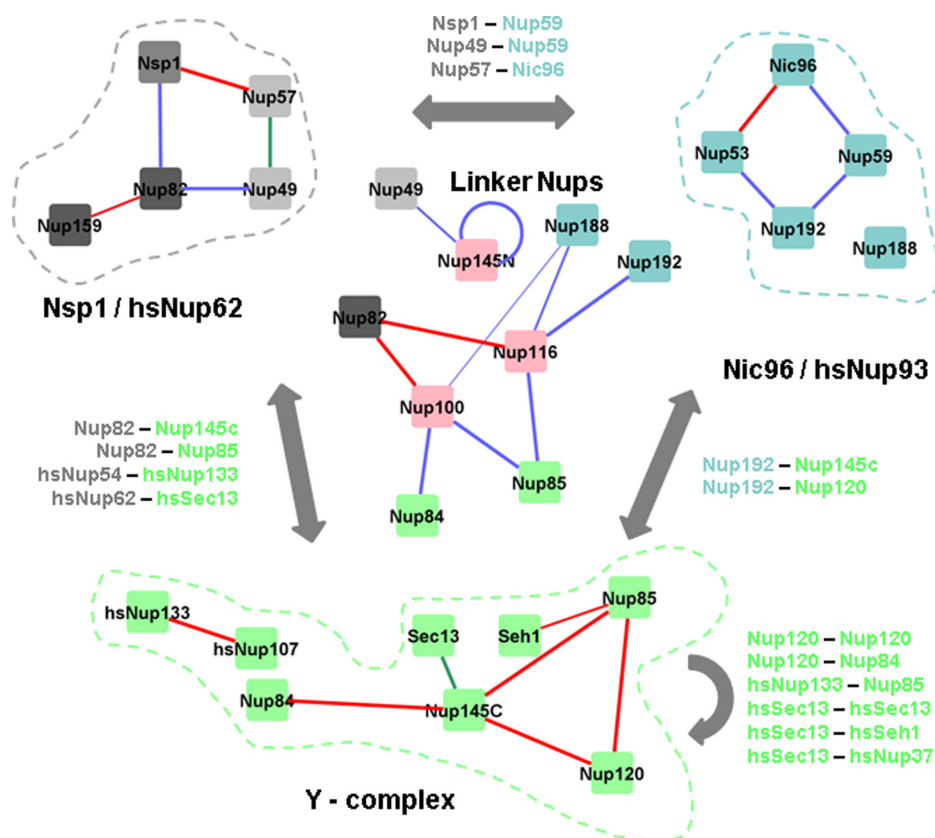 Nsp1 – Nup59
Nup49 – Nup59
Nup57 – Nic96
Nsp1
Nup57
Nup82
Nup49
Nup159
Nsp1 / hsNup62
Nic96
Nup53
Nup59
Nup192
Nup188
Nic96 / hsNup93
Linker Nups
Nup49
Nup188
Nup145N
Nup192
Nup82
Nup116
Nup100
Nup85
Nup84
Nup82 – Nup145c
Nup82 – Nup85
hsNup54 – hsNup133
hsNup62 – hsSec13
Nup192 – Nup145c
Nup192 – Nup120
hsNup133
hsNup107
Sec13
Seh1
Nup85
Nup84
Nup145C
Nup120
Y - complex
Nup120 – Nup120
Nup120 – Nup84
hsNup133 – Nup85
hsSec13 – hsSec13
hsSec13 – hsSeh1
hsSec13 – hsNup37